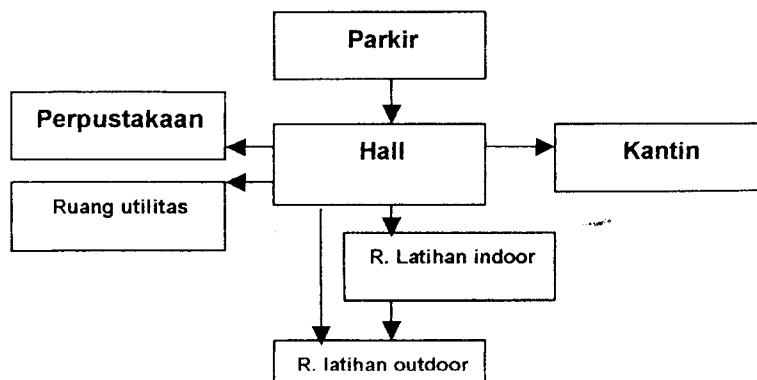 Parkir
Perpustakaan
Hall
Kantin
Ruang utilitas
R. Latihan indoor
R. latihan outdoor